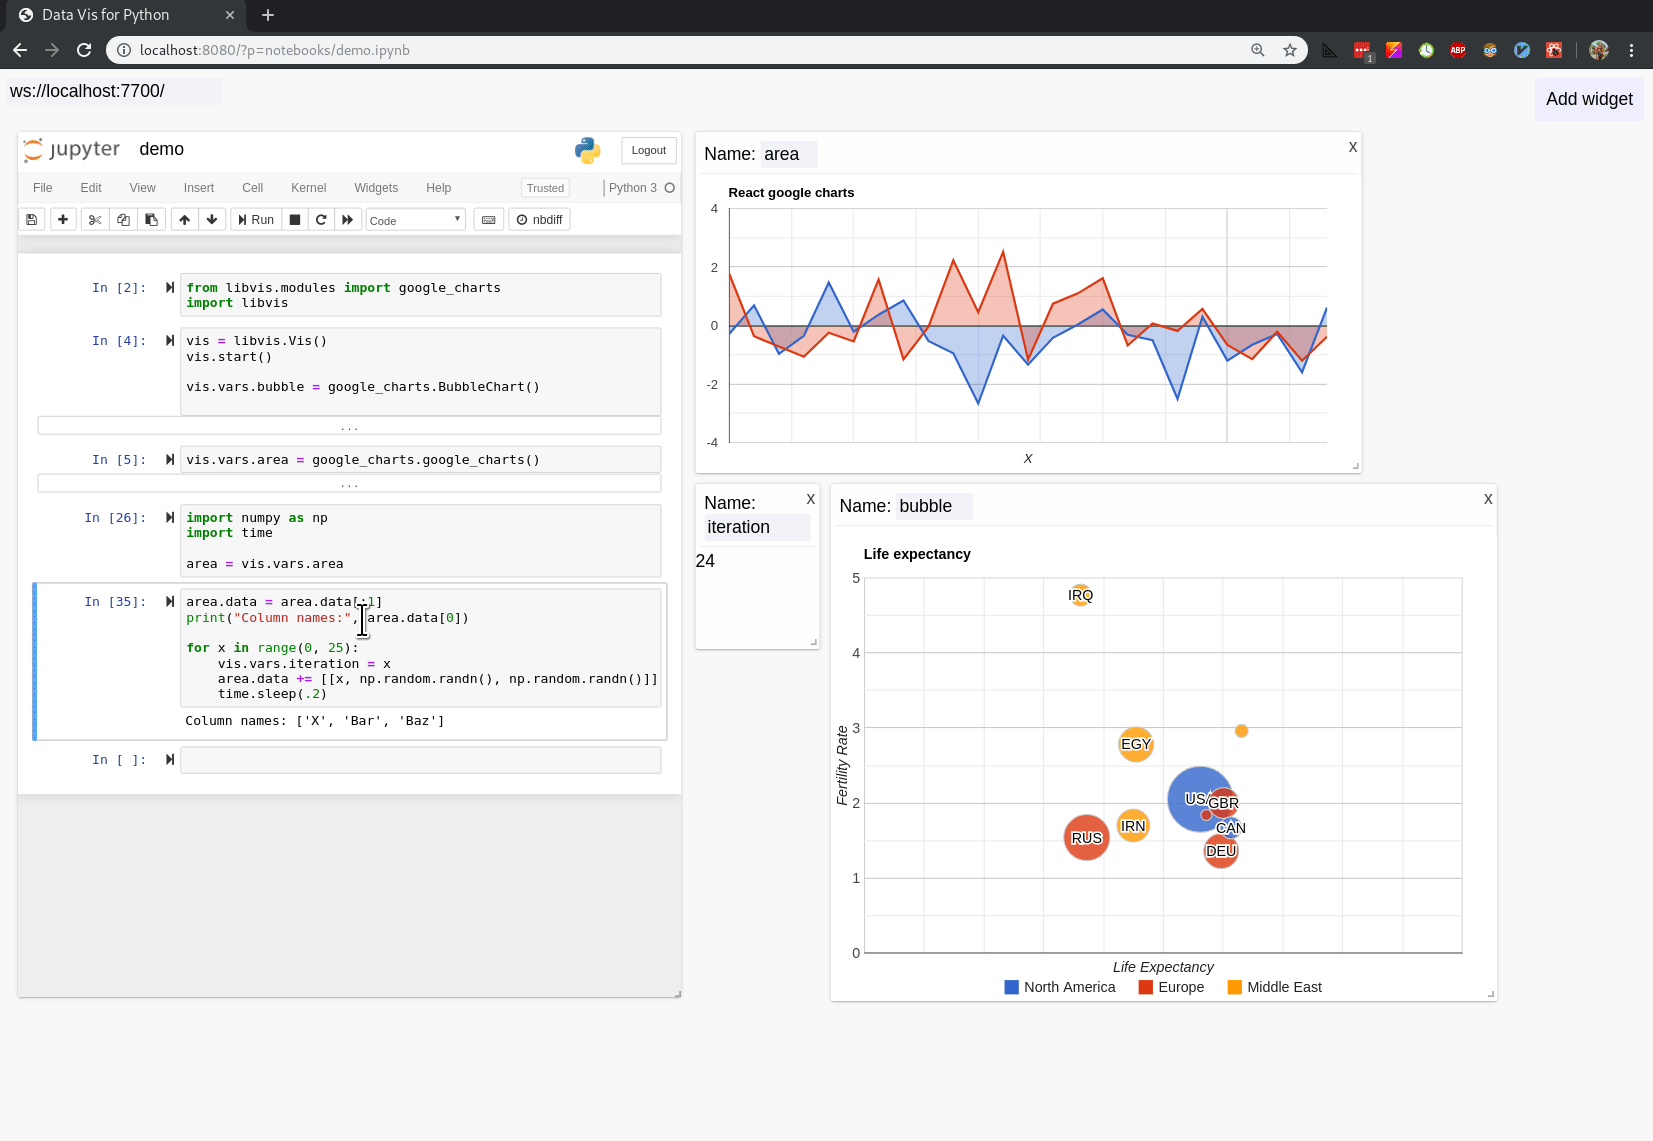 Data Vis for Python
localhost:8080/?p=notebooks/demo.ipynb
ABP
1
ws://localhost:7700/
Add widget
jupyter demo
Logout
File Edit View Insert Cell Kernel Widgets Help
Trusted
Python 3
Run
Code
nbdiff
In [2]:
from libvis.modules import google_charts
import libvis
In [4]:
vis = libvis.Vis()
vis.start()
vis.vars.bubble = google_charts.BubbleChart()
...
In [5]:
vis.vars.area = google_charts.google_charts()
...
In [26]:
import numpy as np
import time
area = vis.vars.area
In [35]:
area.data = area.data[:1]
print("Column names:", area.data[0])
for x in range(0, 25):
vis.vars.iteration = x
area.data += [[x, np.random.randn(), np.random.randn()]]
time.sleep(.2)
Column names: ['X', 'Bar', 'Baz']
In [ ]:
Name: area
X
React google charts
4
2
0
-2
-4
X
Name:
X
iteration
24
Name: bubble
X
Life expectancy
5
4
3
2
1
0
Fertility Rate
IRQ
EGY
USA
GBR
CAN
IRN
RUS
DEU
Life Expectancy
North America
Europe
Middle East